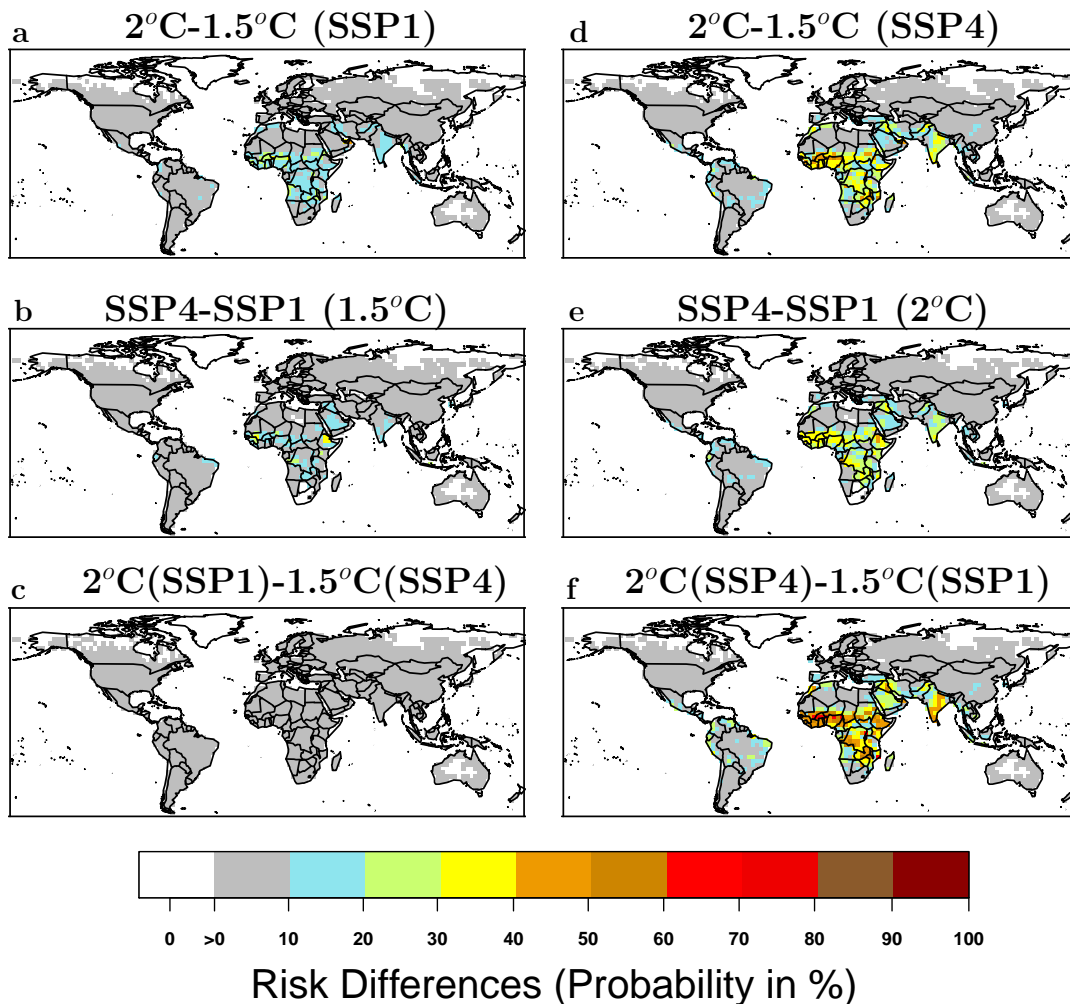 a 2°C-1.5°C (SSP1)
d 2°C-1.5°C (SSP4)
b SSP4-SSP1 (1.5°C)
e SSP4-SSP1 (2°C)
c 2°C(SSP1)-1.5°C(SSP4)
f 2°C(SSP4)-1.5°C(SSP1)
0 >0 10 20 30 40 50 60 70 80 90 100
Risk Differences (Probability in %)